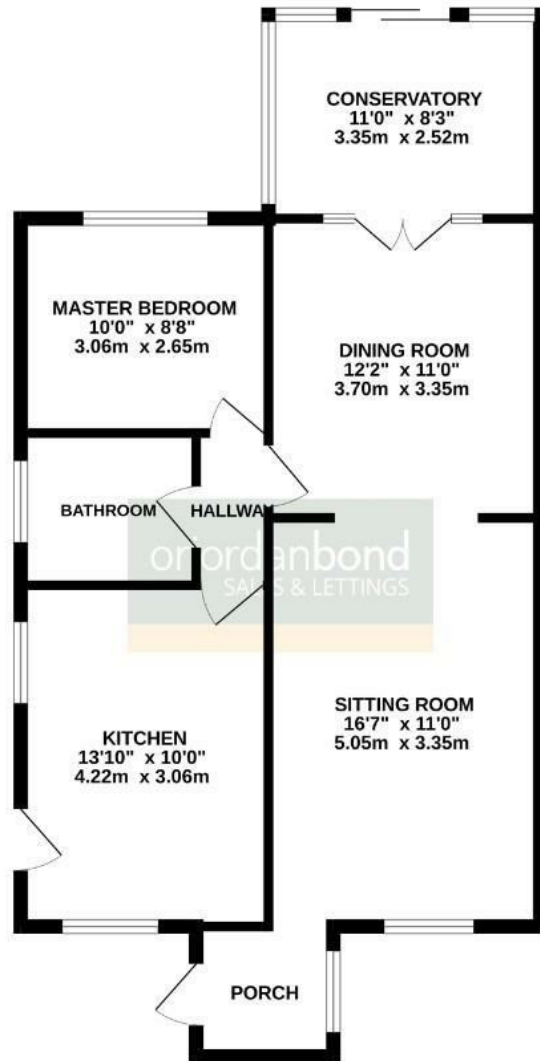 CONSERVATORY
11'0" x 8'3"
3.35m x 2.52m
MASTER BEDROOM
10'0" x 8'8"
3.06m x 2.65m
DINING ROOM
12'2" x 11'0"
3.70m x 3.35m
BATHROOM
HALLWAY
oriordanbond
SALES & LETTINGS
SITTING ROOM
16'7" x 11'0"
5.05m x 3.35m
KITCHEN
13'10" x 10'0"
4.22m x 3.06m
PORCH